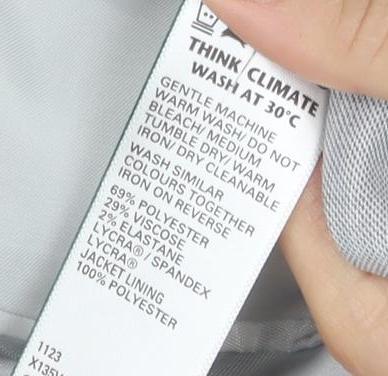 THINK CLIMATE
WASH AT 30°C
GENTLE MACHINE
WARM WASH/ DO NOT
BLEACH/ MEDIUM
TUMBLE DRY/ WARM
IRON/ DRY CLEANABLE
WASH SIMILAR
COLOURS TOGETHER
IRON ON REVERSE
69% POLYESTER
29% VISCOSE
2% ELASTANE
LYCRA®/ SPANDEX
LYCRA®
JACKET LINING
100% POLYESTER
1123